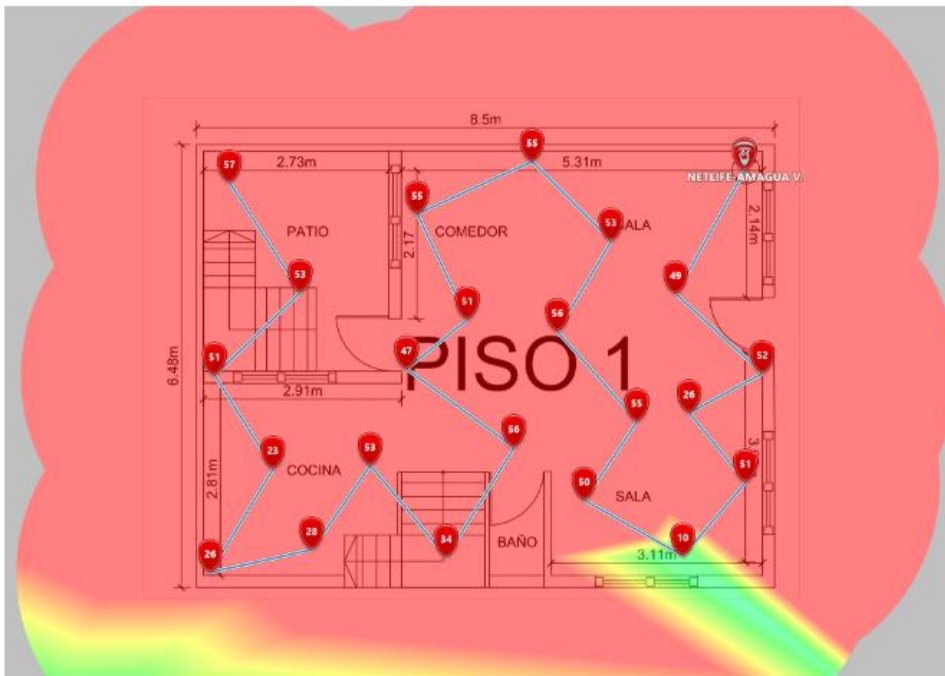 8.5m
55
57
2.73m
5.31m
NETLIFE-AMAGUA V.
55
2.14m
53
PATIO
COMEDOR
2.17
53
49
51
56
PISO 1
6.48m
51
47
52
2.91m
26
55
56
23
53
51
COCINA
2.81m
50
SALA
28
34
BAÑO
10
26
3.11m